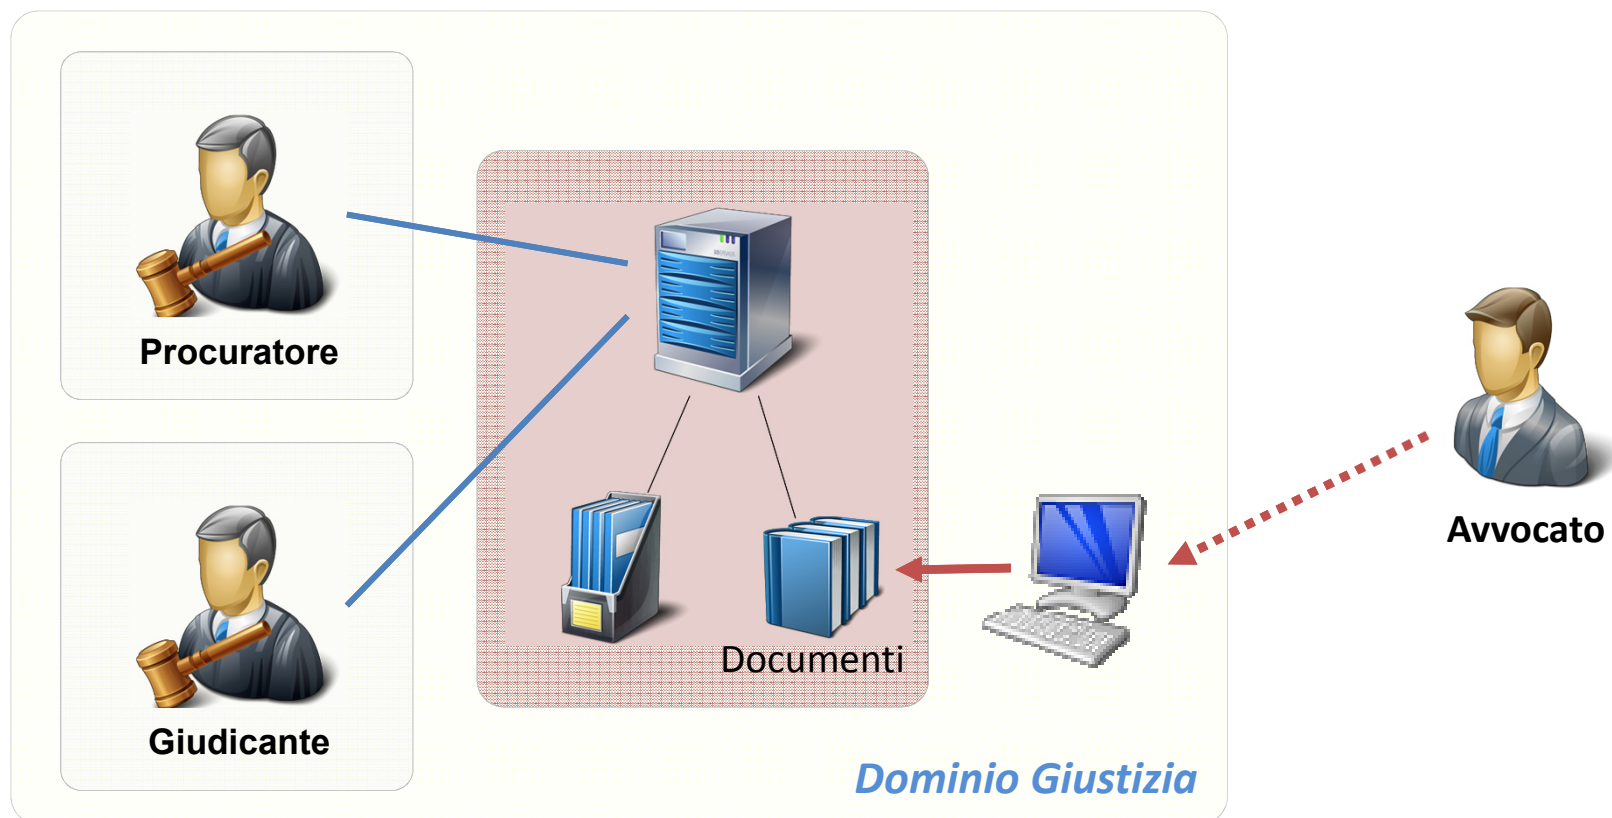 Procuratore
Avvocato
Documenti
Giudicante
Dominio Giustizia